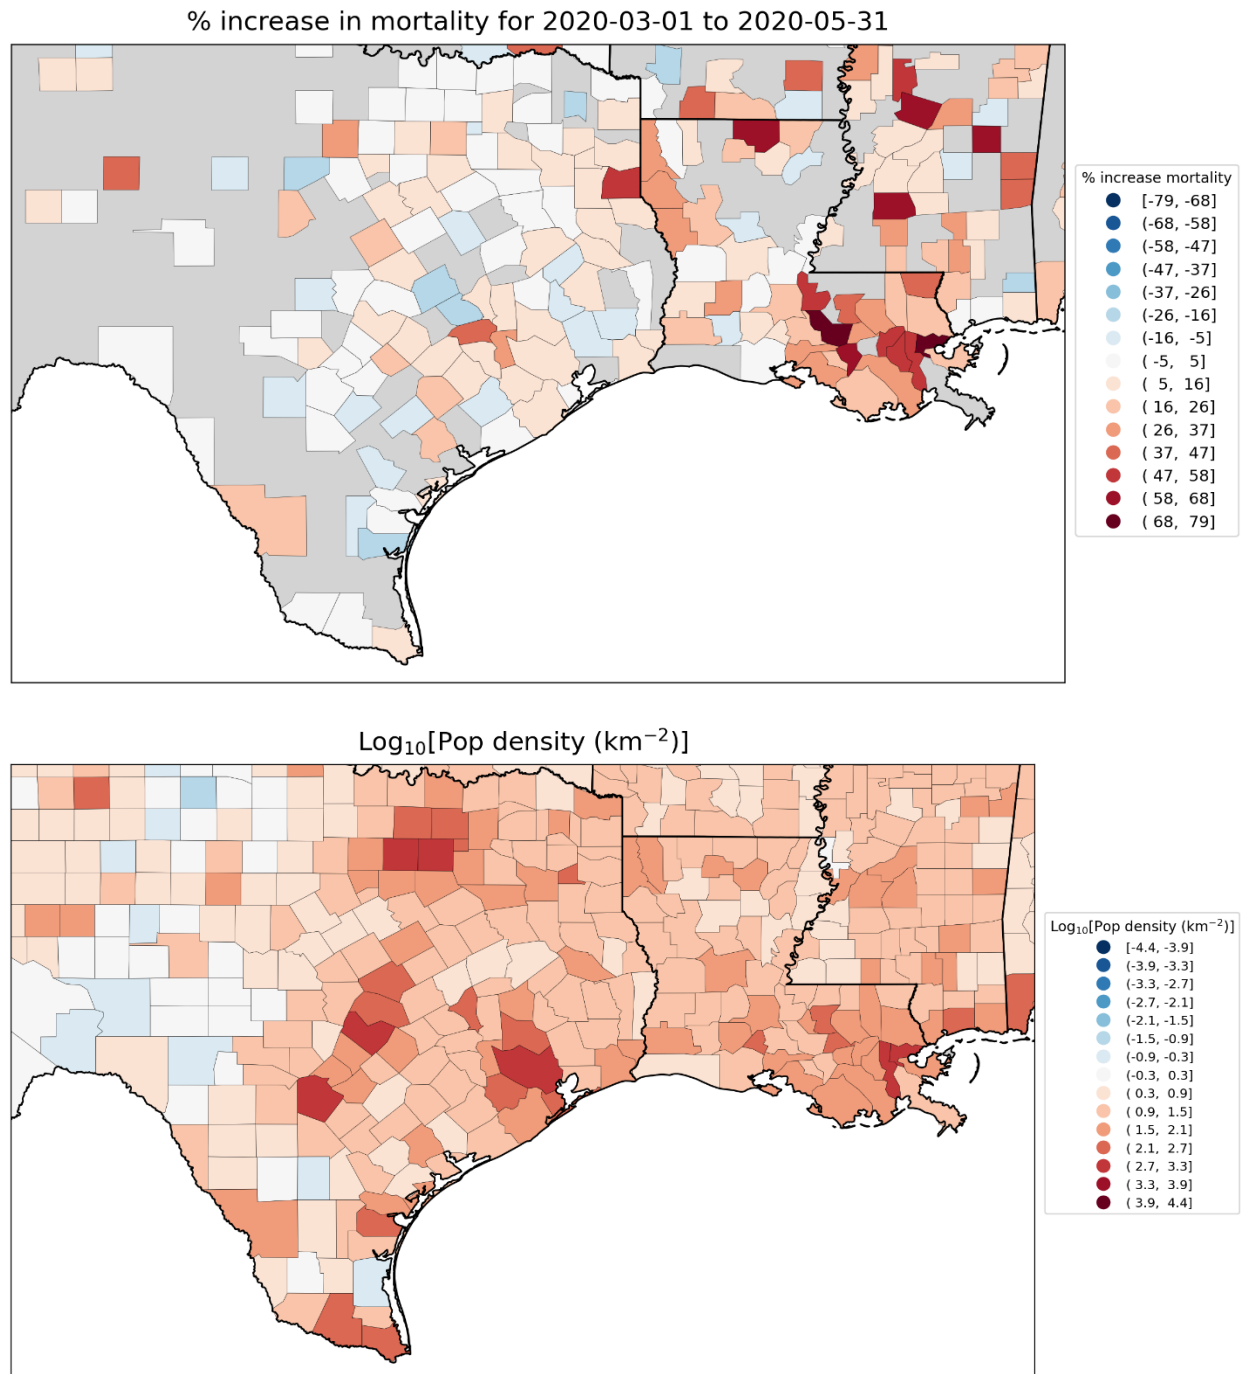 % increase in mortality for 2020-03-01 to 2020-05-31
% increase mortality
[-79, -68]
(-68, -58]
(-58, -47]
(-47, -37]
(-37, -26]
(-26, -16]
(-16, -5]
( -5, 5]
( 5, 16]
( 16, 26]
( 26, 37]
( 37, 47]
( 47, 58]
( 58, 68]
( 68, 79]
Log₁₀[Pop density (km⁻²)]
Log₁₀[Pop density (km⁻²)]
[-4.4, -3.9]
(-3.9, -3.3]
(-3.3, -2.7]
(-2.7, -2.1]
(-2.1, -1.5]
(-1.5, -0.9]
(-0.9, -0.3]
(-0.3, 0.3]
( 0.3, 0.9]
( 0.9, 1.5]
( 1.5, 2.1]
( 2.1, 2.7]
( 2.7, 3.3]
( 3.3, 3.9]
( 3.9, 4.4]